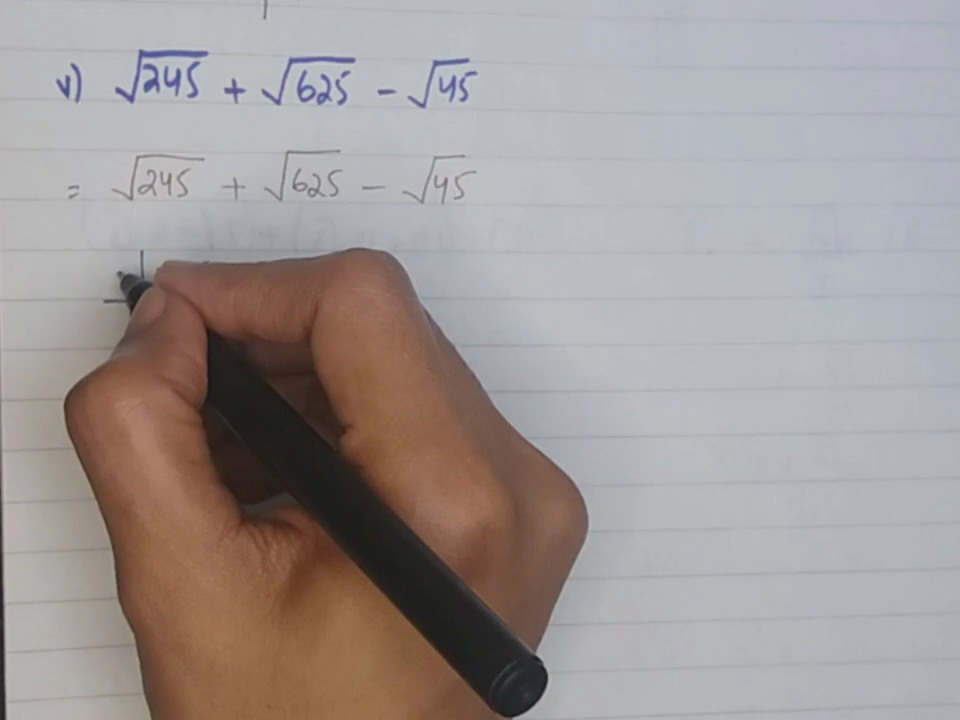 v) √245 + √625 - √45
= √245 + √625 - √45